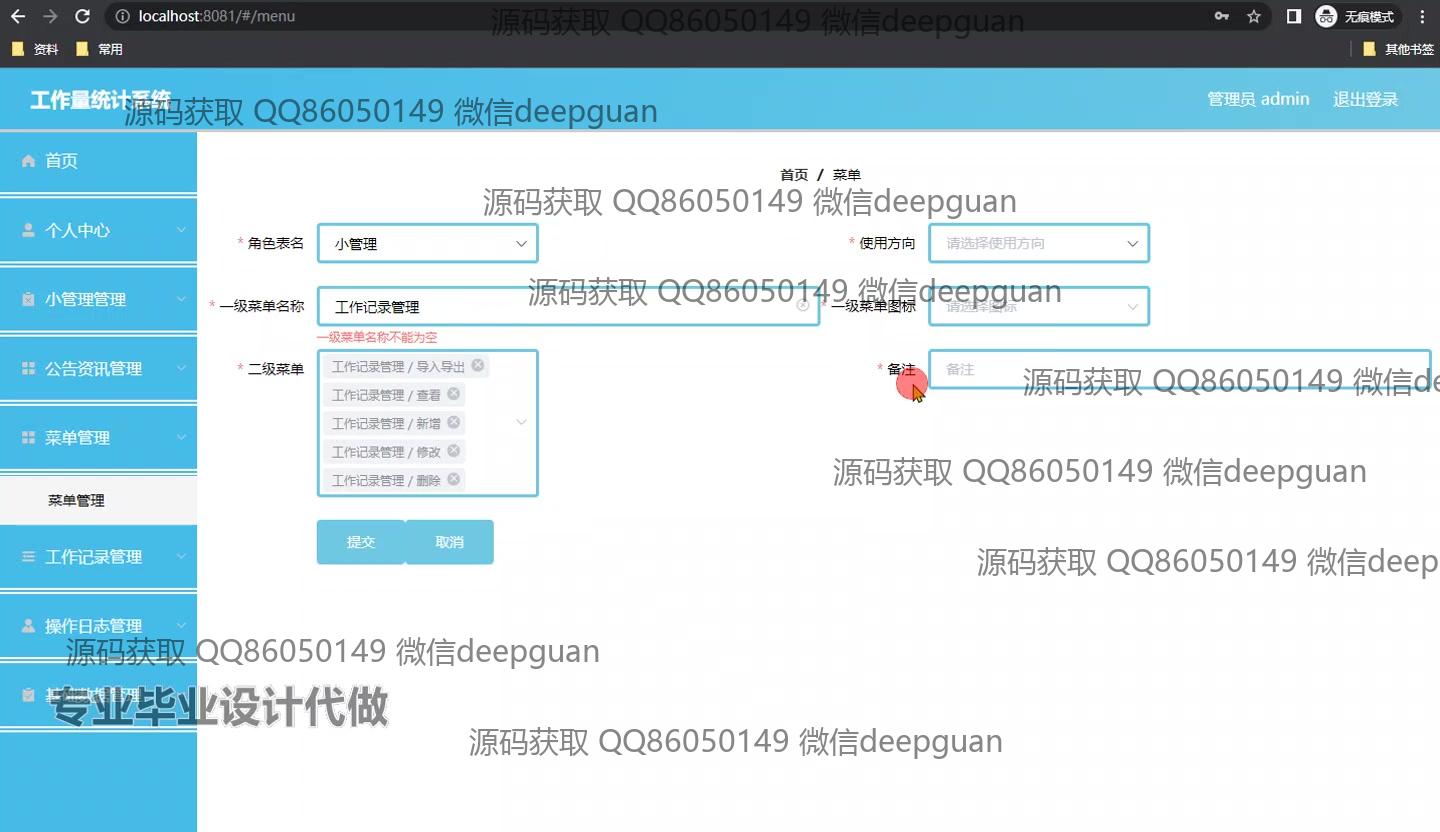 localhost:8081/#/menu
无痕模式
资料
常用
其他书签
源码获取 QQ86050149 微信deepguan
工作量统计系统
源码获取 QQ86050149 微信deepguan
管理员 admin
退出登录
首页
首页 / 菜单
源码获取 QQ86050149 微信deepguan
个人中心
* 角色表名
小管理
* 使用方向
请选择使用方向
小管理管理
* 一级菜单名称
工作记录管理
源码获取 QQ86050149 微信deepguan
* 一级菜单图标
请选择图标
一级菜单名称不能为空
公告资讯管理
* 二级菜单
工作记录管理 / 导入导出
工作记录管理 / 查看
工作记录管理 / 新增
工作记录管理 / 修改
工作记录管理 / 删除
* 备注
备注
源码获取 QQ86050149 微信de
菜单管理
源码获取 QQ86050149 微信deepguan
菜单管理
提交
取消
工作记录管理
源码获取 QQ86050149 微信deep
操作日志管理
源码获取 QQ86050149 微信deepguan
基础数据管理
专业毕业设计代做
源码获取 QQ86050149 微信deepguan